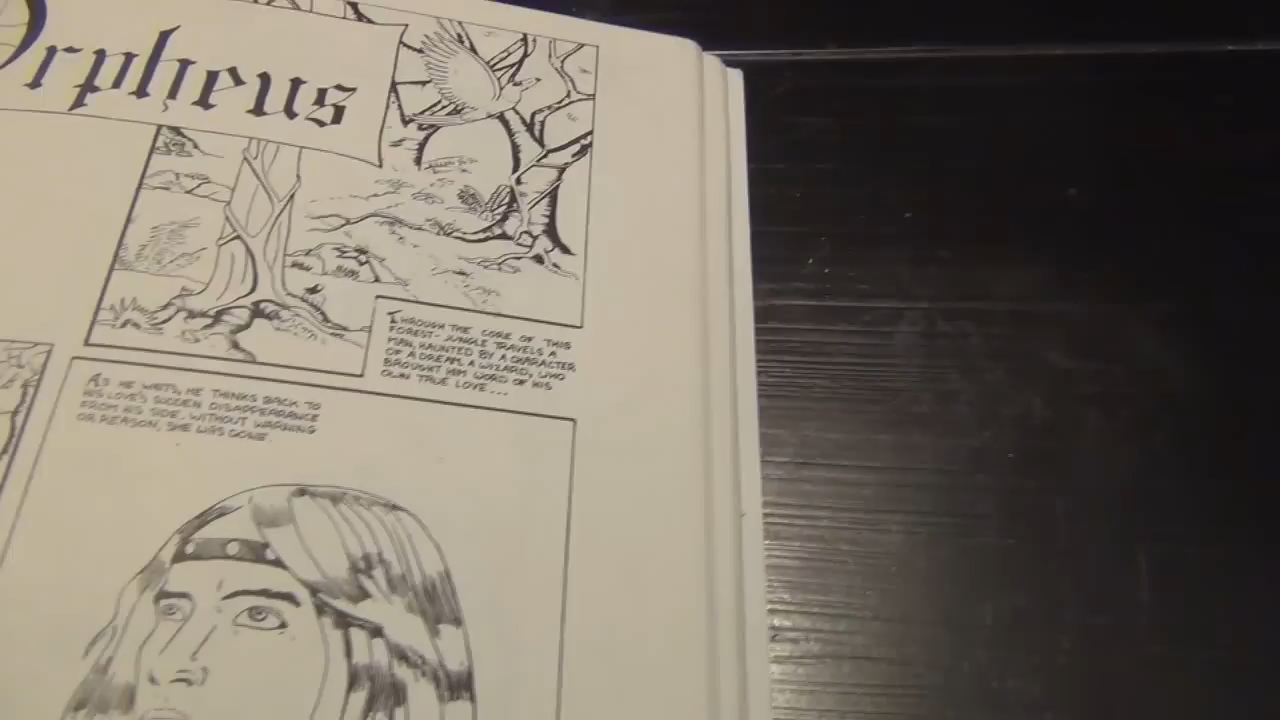 Orpheus
THROUGH THE CORE OF THIS
FOREST-JUNGLE TRAVELS A
MAN, HAUNTED BY A CHARACTER
OF A DREAM, A WIZARD, WHO
BROUGHT HIM WORD OF HIS
OWN TRUE LOVE...
AS HE WAITS, HE THINKS BACK TO
HIS LOVE'S SUDDEN DISAPPEARANCE
FROM HIS SIDE. WITHOUT WARNING
OR REASON, SHE WAS GONE.